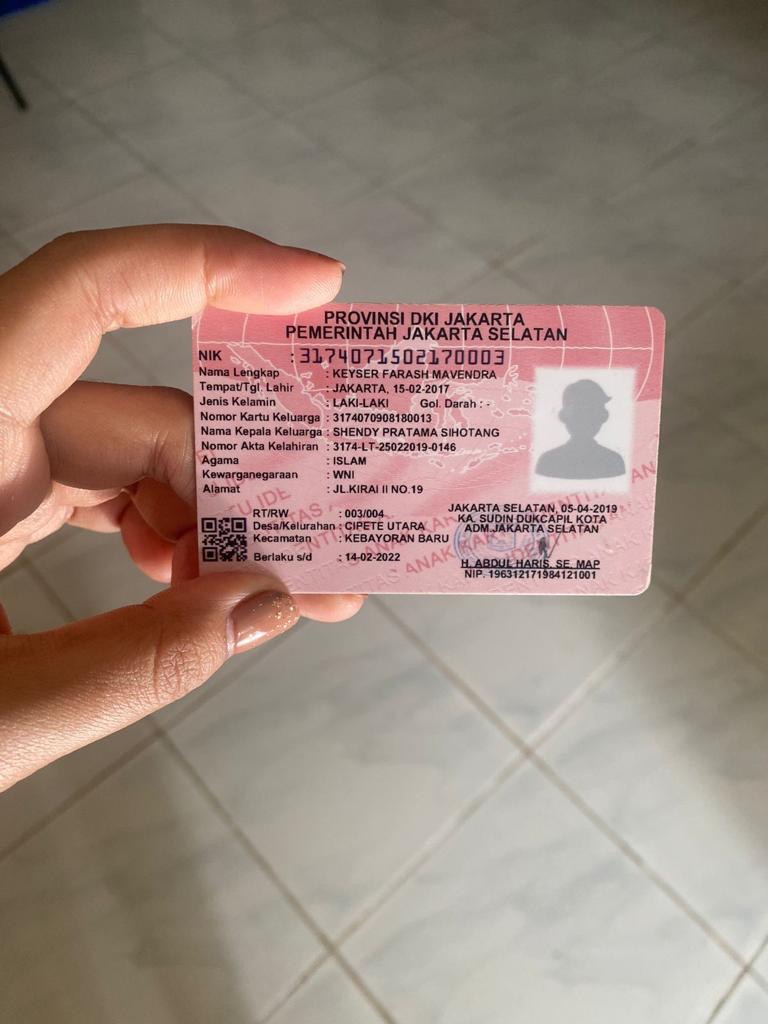 PROVINSI DKI JAKARTA
PEMERINTAH JAKARTA SELATAN
NIK : 3174071502170003
Nama Lengkap : KEYSER FARASH MAVENDRA
Tempat/Tgl. Lahir : JAKARTA, 15-02-2017
Jenis Kelamin : LAKI-LAKI Gol. Darah : -
Nomor Kartu Keluarga : 3174070908180013
Nama Kepala Keluarga : SHENDY PRATAMA SIHOTANG
Nomor Akta Kelahiran : 3174-LT-25022019-0146
Agama : ISLAM
Kewarganegaraan : WNI
Alamat : JL.KIRAI II NO.19
RT/RW : 003/004
Desa/Kelurahan : CIPETE UTARA
Kecamatan : KEBAYORAN BARU
Berlaku s/d : 14-02-2022
JAKARTA SELATAN, 05-04-2019
KA. SUDIN DUKCAPIL KOTA
ADM.JAKARTA SELATAN
H. ABDUL HARIS, SE, MAP
NIP. 196312171984121001